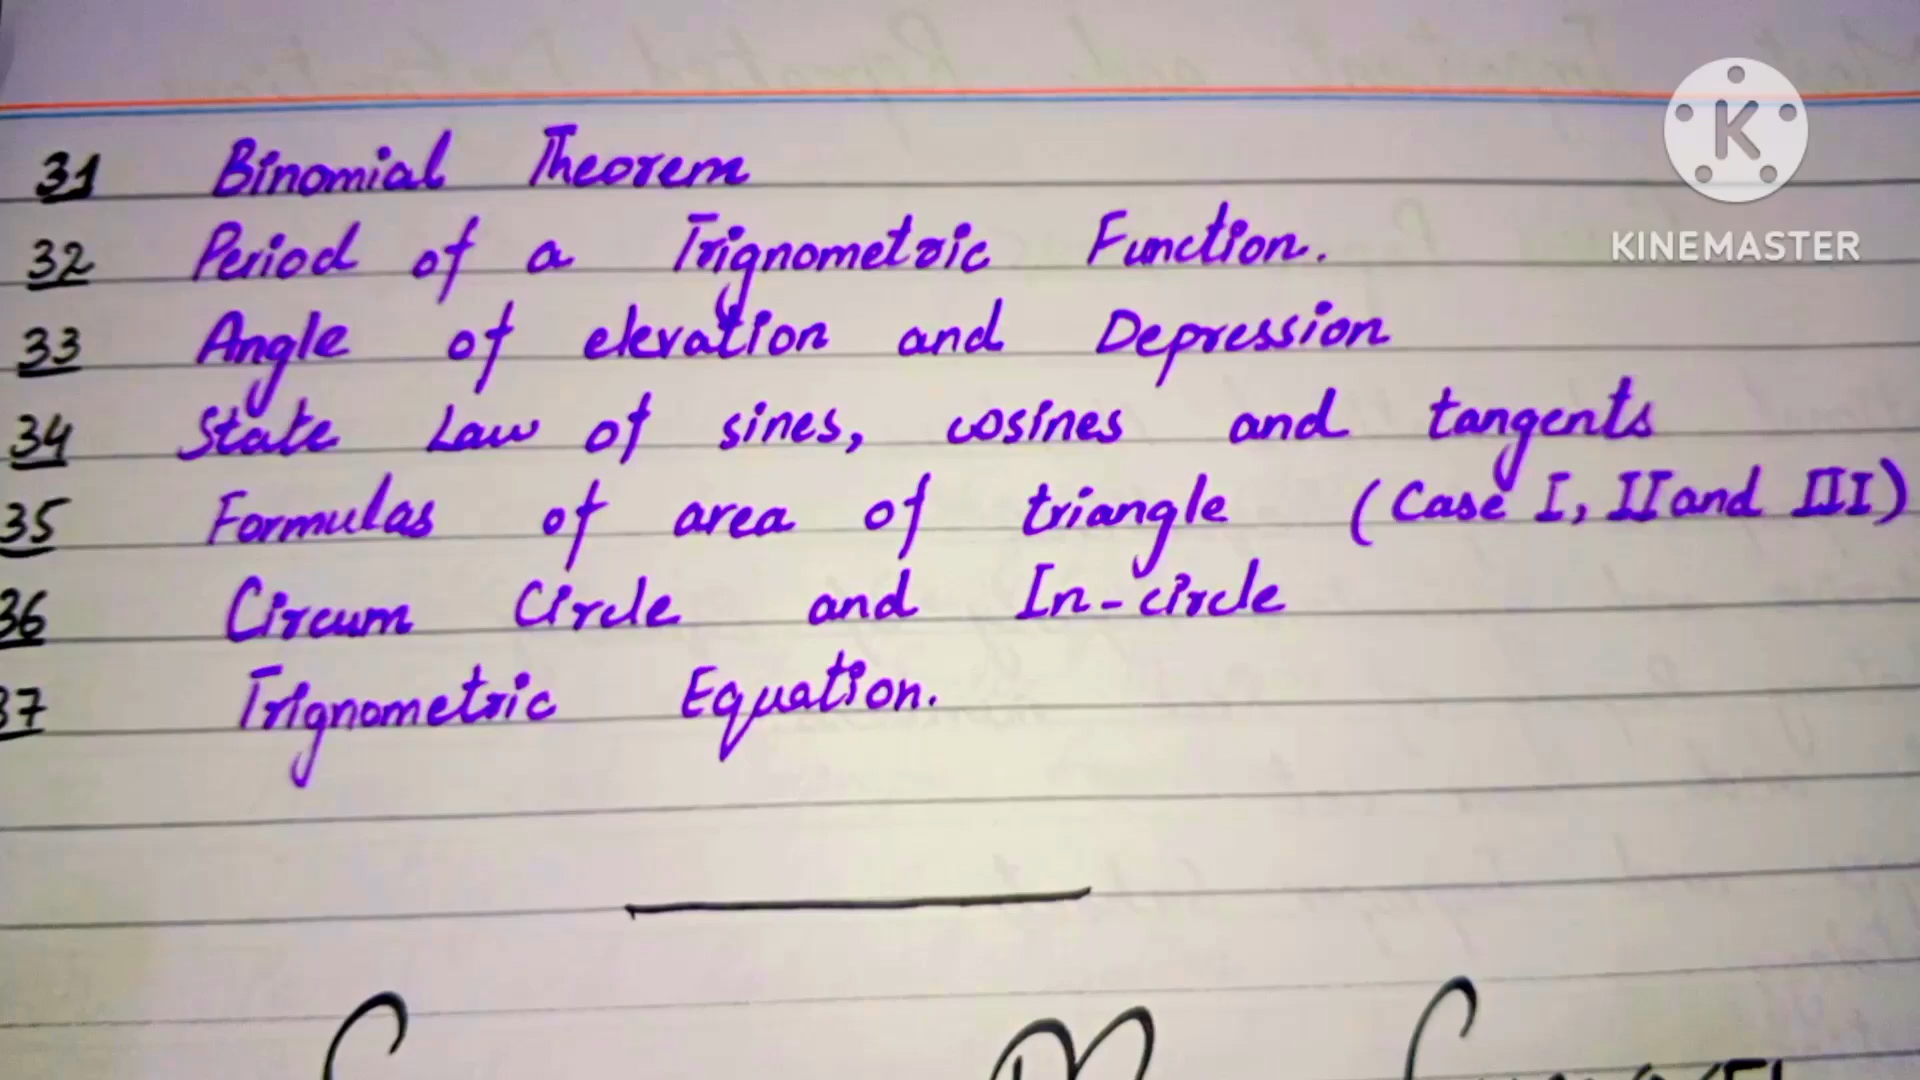 31 Binomial Theorem
32 Period of a Trignometric Function.
33 Angle of elevation and Depression
34 State Law of sines, cosines and tangents
35 Formulas of area of triangle (Case I, II and III)
36 Circum Circle and In-circle
37 Trignometric Equation.
K
KINEMASTER